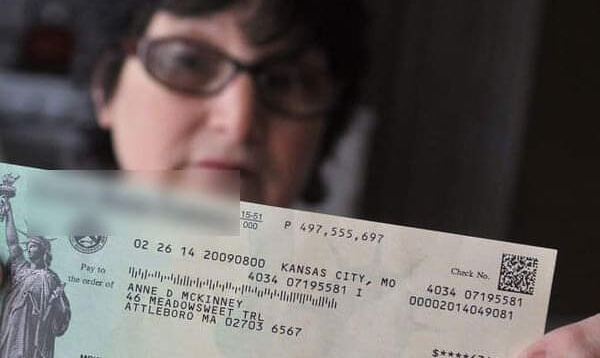 15-51
000
P 497,555,697
02 26 14 20090800 KANSAS CITY, MO
Pay to
the order of
4034 07195581 I
ANNE D MCKINNEY
46 MEADOWSWEET TRL
ATTLEBORO MA 02703 6567
Check No.
4034 07195581
00002014049081